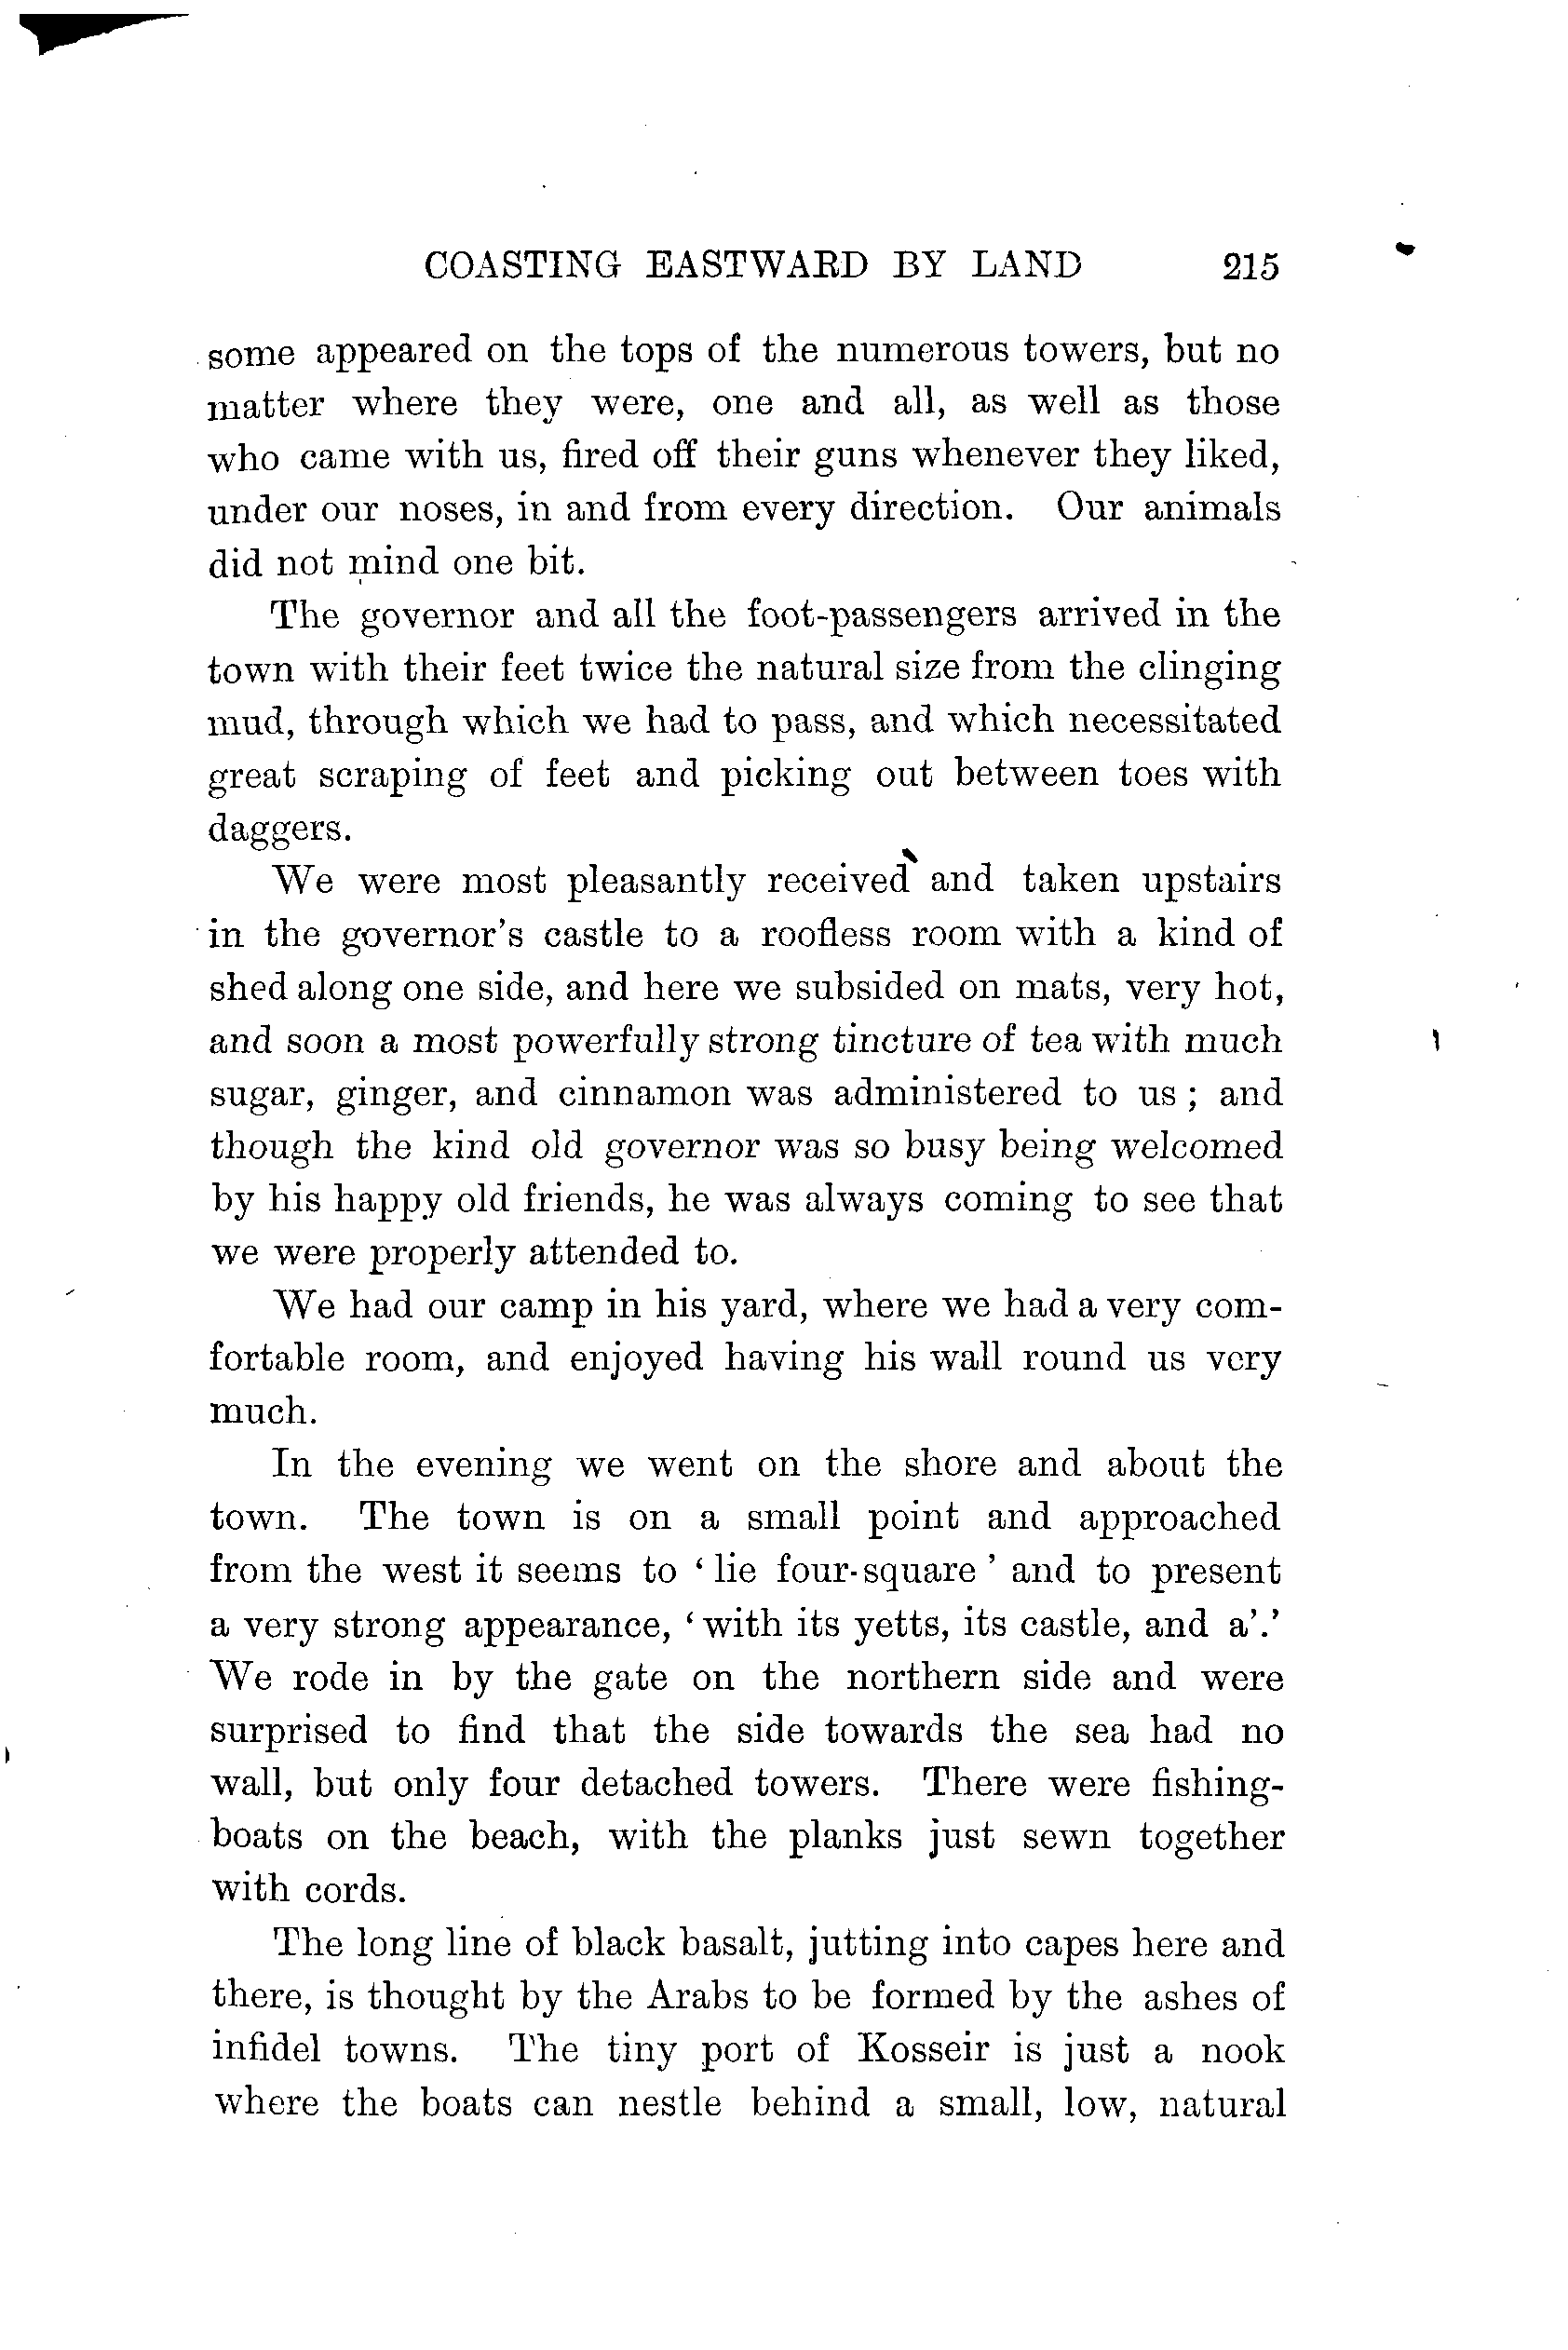 COASTING EASTWARD BY LAND 215
some appeared on the tops of the numerous towers, but no
matter where they were, one and all, as well as those
who came with us, fired off their guns whenever they liked,
under our noses, in and from every direction. Our animals
did not mind one bit.
The governor and all the foot-passengers arrived in the
town with their feet twice the natural size from the clinging
mud, through which we had to pass, and which necessitated
great scraping of feet and picking out between toes with
daggers.
We were most pleasantly received and taken upstairs
in the governor's castle to a roofless room with a kind of
shed along one side, and here we subsided on mats, very hot,
and soon a most powerfully strong tincture of tea with much
sugar, ginger, and cinnamon was administered to us ; and
though the kind old governor was so busy being welcomed
by his happy old friends, he was always coming to see that
we were properly attended to.
We had our camp in his yard, where we had a very com-
fortable room, and enjoyed having his wall round us very
much.
In the evening we went on the shore and about the
town. The town is on a small point and approached
from the west it seems to ‘ lie four-square ’ and to present
a very strong appearance, ‘ with its yetts, its castle, and a’.’
We rode in by the gate on the northern side and were
surprised to find that the side towards the sea had no
wall, but only four detached towers. There were fishing-
boats on the beach, with the planks just sewn together
with cords.
The long line of black basalt, jutting into capes here and
there, is thought by the Arabs to be formed by the ashes of
infidel towns. The tiny port of Kosseir is just a nook
where the boats can nestle behind a small, low, natural